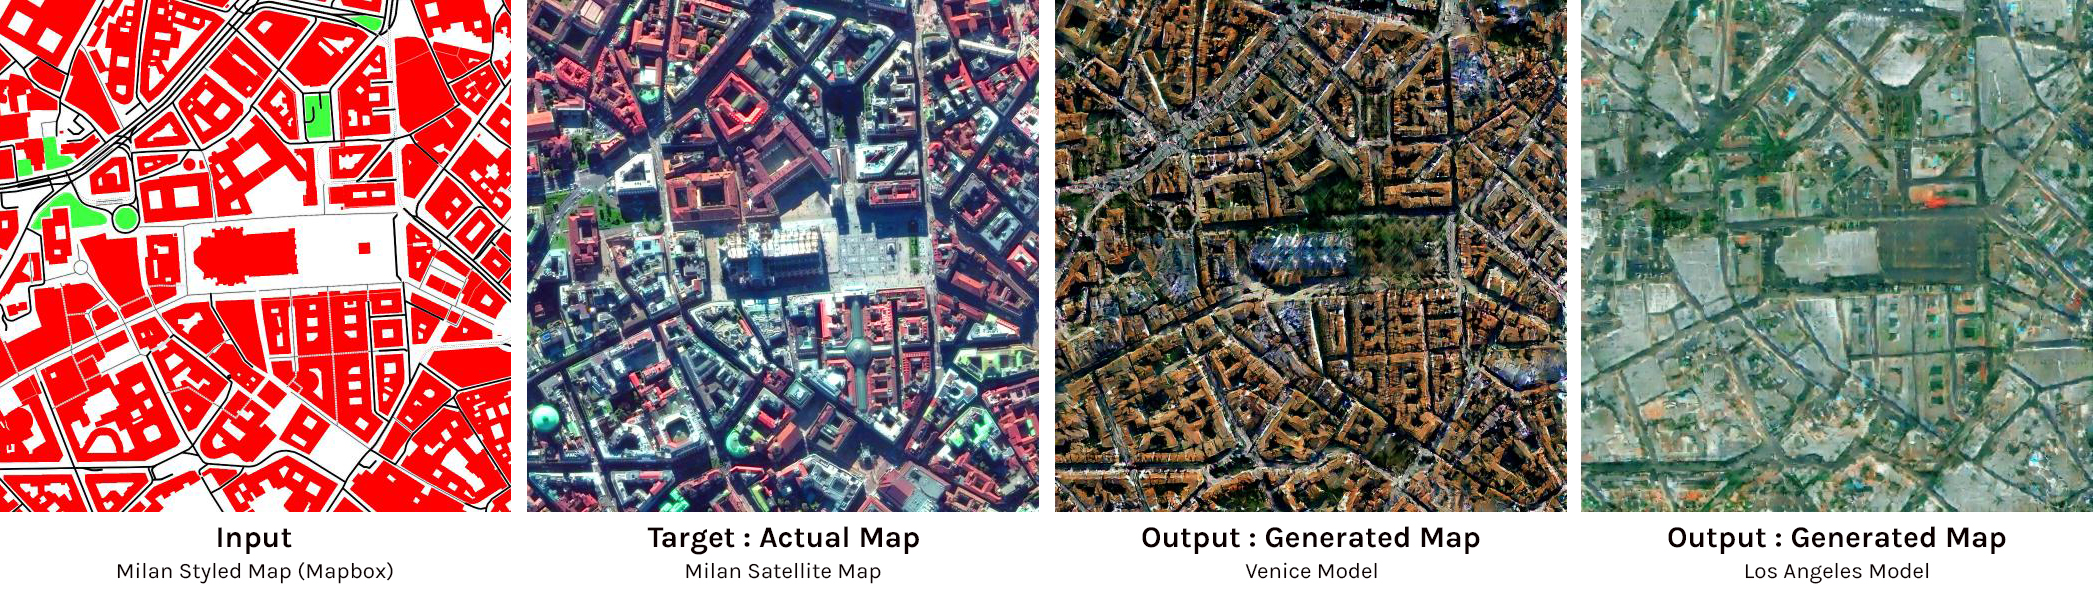 Input
Milan Styled Map (Mapbox)
Target : Actual Map
Milan Satellite Map
Output : Generated Map
Venice Model
Output : Generated Map
Los Angeles Model